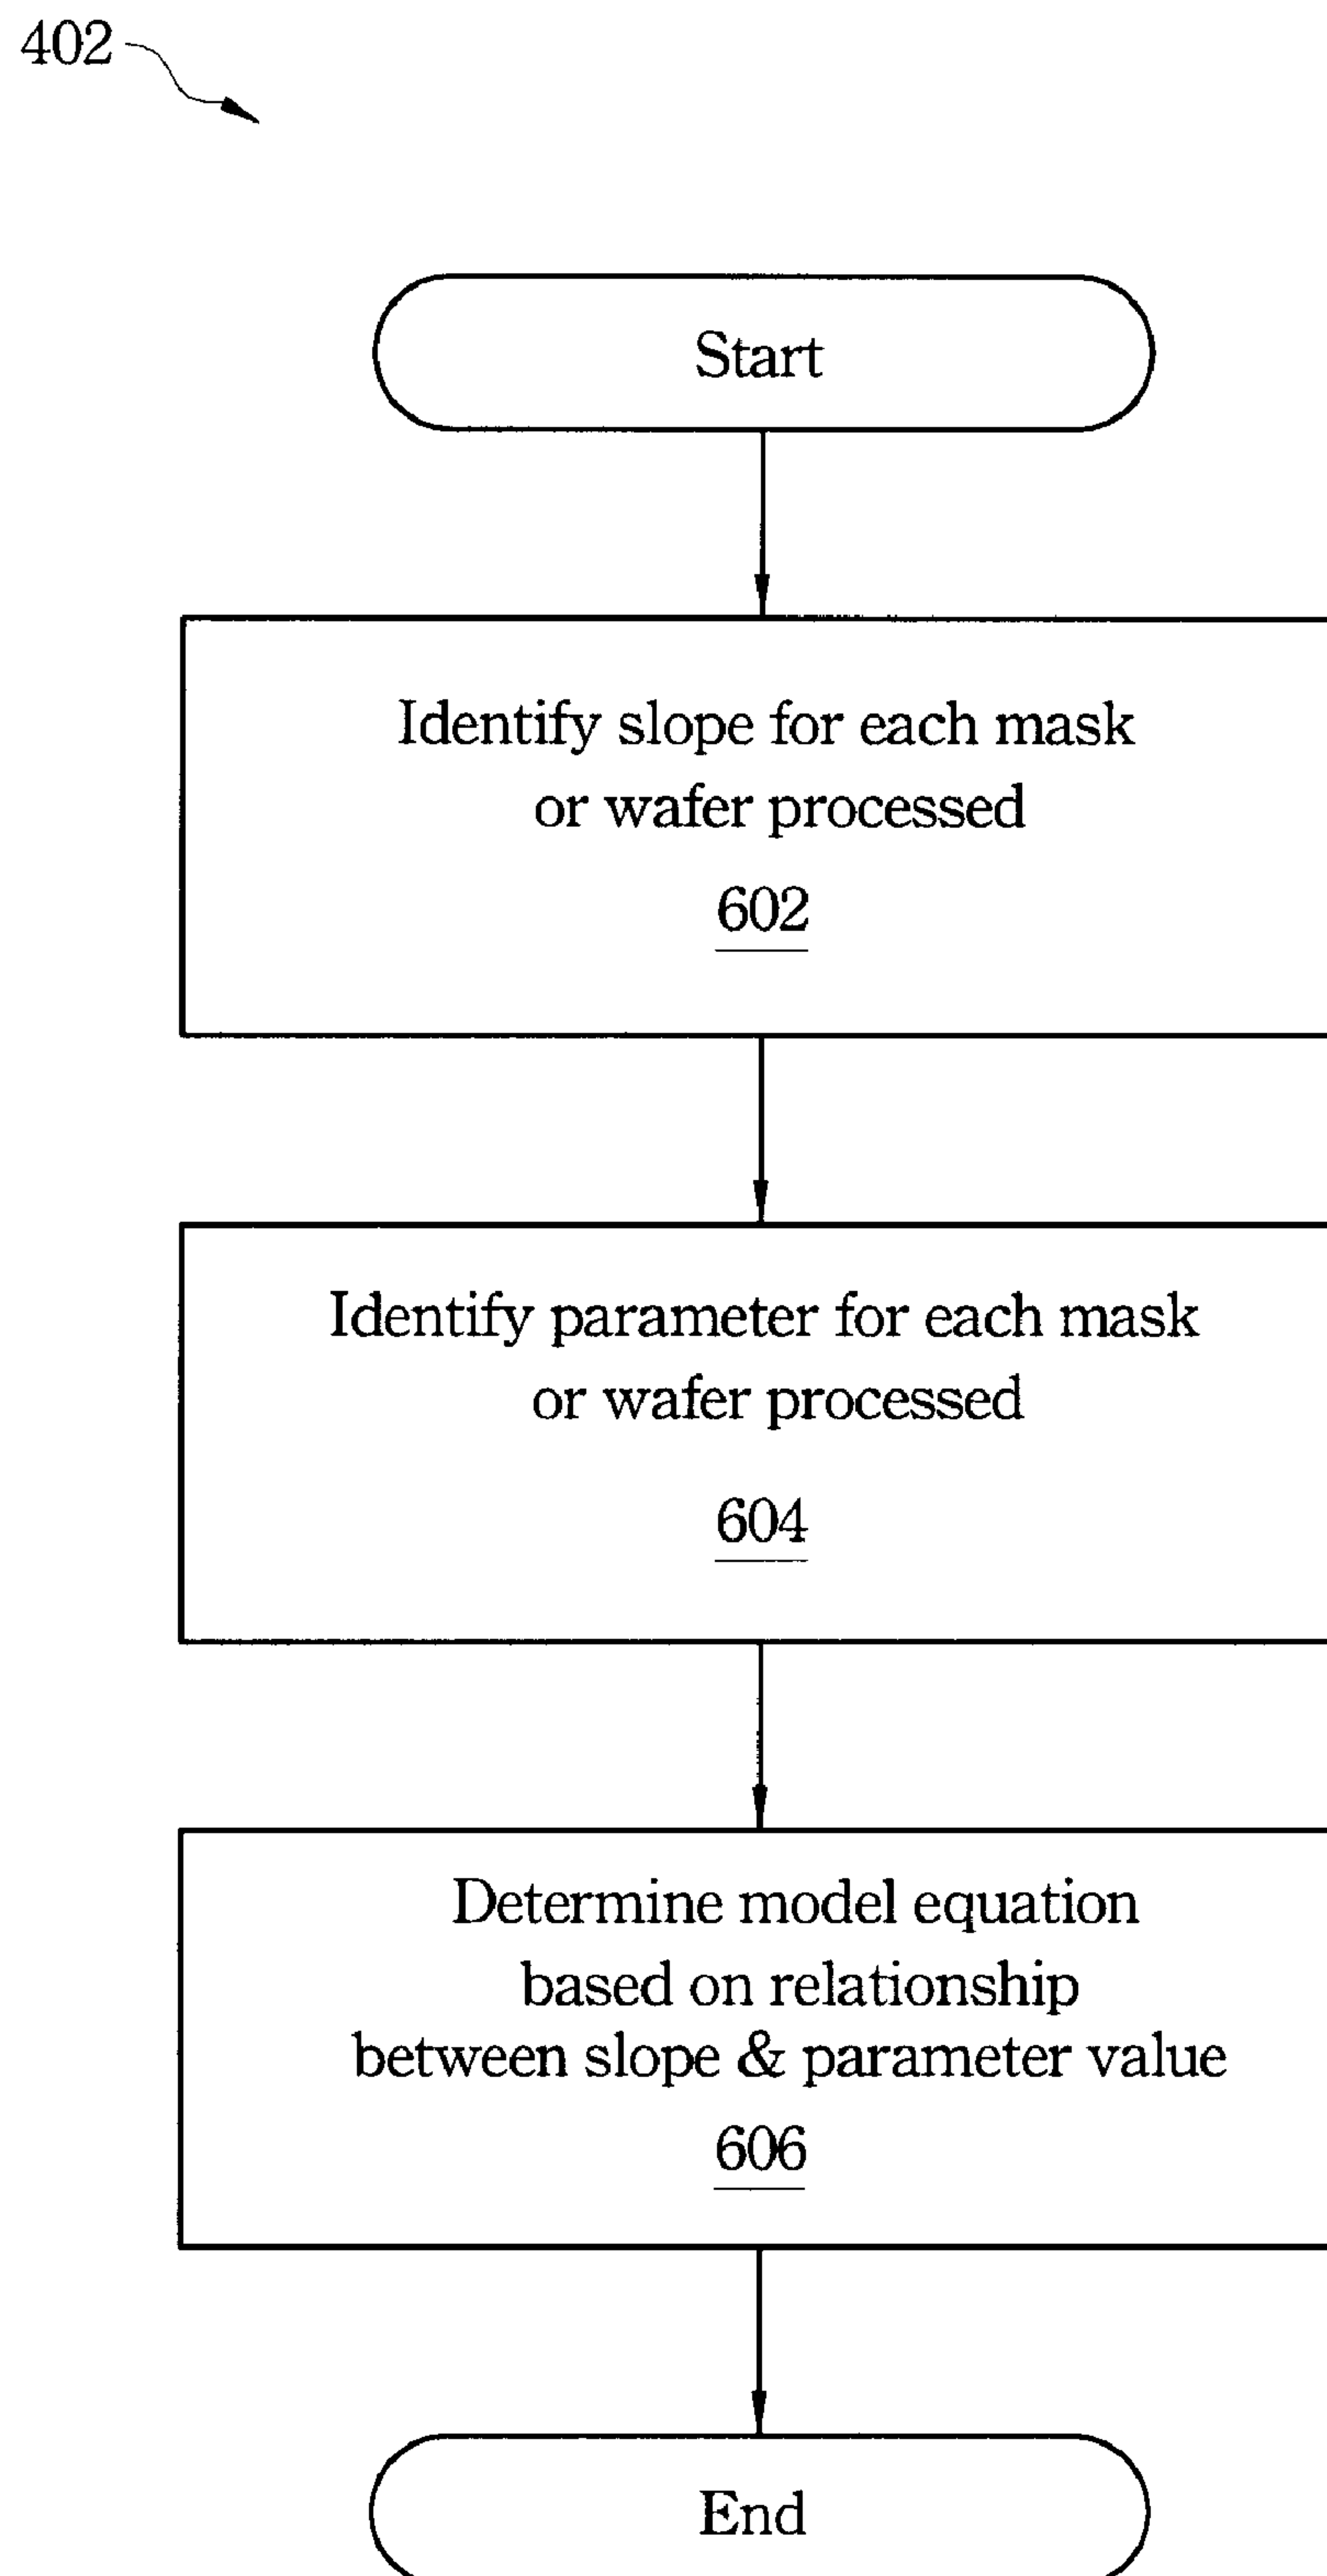 402
Start
Identify slope for each mask
or wafer processed
602
Identify parameter for each mask
or wafer processed
604
Determine model equation
based on relationship
between slope & parameter value
606
End